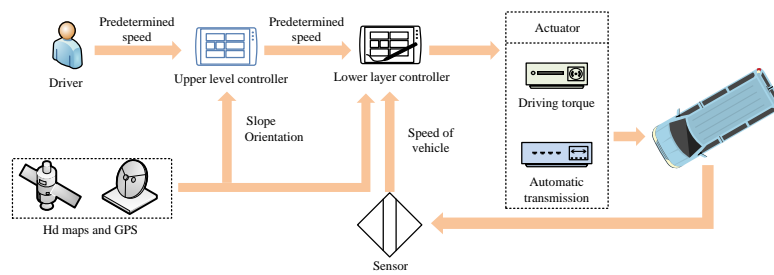 Predetermined
speed
Predetermined
speed
Actuator
Driver
Upper level controller
Lower layer controller
Driving torque
Slope
Orientation
Speed of
vehicle
Automatic
transmission
Hd maps and GPS
Sensor